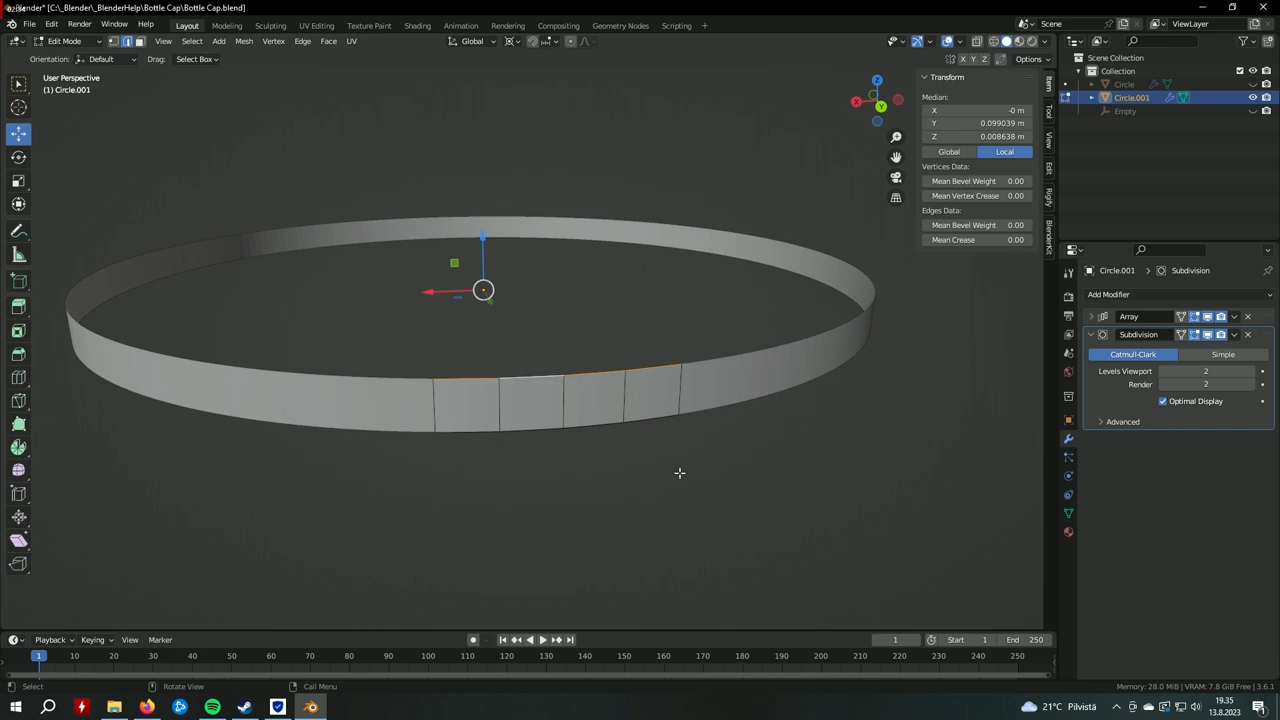 Blender* [C:\_Blender\_BlenderHelp\Bottle Cap\Bottle Cap.blend]
File Edit Render Window Help Layout Modeling Sculpting UV Editing Texture Paint Shading Animation Rendering Compositing Geometry Nodes Scripting + Scene ViewLayer
Edit Mode View Select Add Mesh Vertex Edge Face UV Global
Orientation: Default Drag: Select Box X Y Z Options
User Perspective
(1) Circle.001
Z
X
Y
Transform
Median:
X -0 m
Y 0.099039 m
Z 0.008638 m
Global Local
Vertices Data:
Mean Bevel Weight 0.00
Mean Vertex Crease 0.00
Edges Data:
Mean Bevel Weight 0.00
Mean Crease 0.00
Item
Tool
View
Edit
Rigify
BlenderKit
Scene Collection
Collection
Circle
Circle.001
Empty
Circle.001 Subdivision
Add Modifier
Array
Subdivision
Catmull-Clark Simple
Levels Viewport 2
Render 2
Optimal Display
Advanced
Playback Keying View Marker 1 Start 1 End 250
1 10 20 30 40 50 60 70 80 90 100 110 120 130 140 150 160 170 180 190 200 210 220 230 240 250
Select Rotate View Call Menu Memory: 28.0 MiB | VRAM: 7.8 GiB Free | 3.6.1
21°C Pilvistä
19.35
13.8.2023